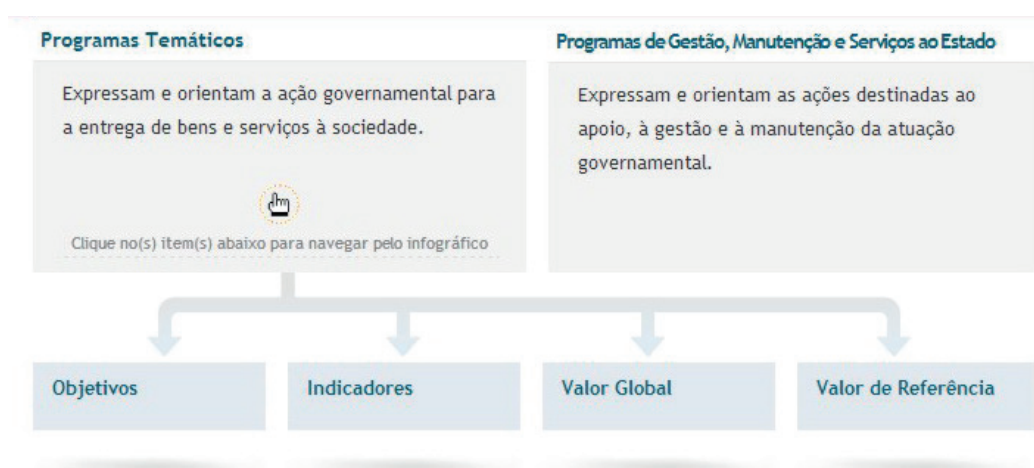 Programas Temáticos
Expressam e orientam a ação governamental para
a entrega de bens e serviços à sociedade.
Clique no(s) item(s) abaixo para navegar pelo infográfico
Programas de Gestão, Manutenção e Serviços ao Estado
Expressam e orientam as ações destinadas ao
apoio, à gestão e à manutenção da atuação
governamental.
Objetivos
Indicadores
Valor Global
Valor de Referência